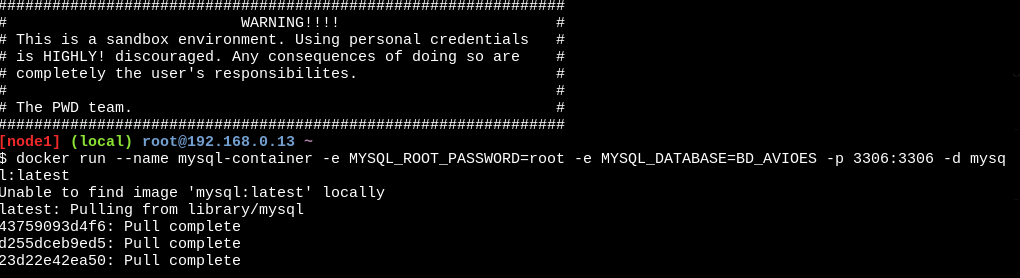 ###############################################################
#                          WARNING!!!!                        #
# This is a sandbox environment. Using personal credentials   #
# is HIGHLY! discouraged. Any consequences of doing so are    #
# completely the user's responsibilites.                      #
#                                                             #
# The PWD team.                                               #
###############################################################
[node1] (local) root@192.168.0.13 ~
$ docker run --name mysql-container -e MYSQL_ROOT_PASSWORD=root -e MYSQL_DATABASE=BD_AVIOES -p 3306:3306 -d mysq
l:latest
Unable to find image 'mysql:latest' locally
latest: Pulling from library/mysql
43759093d4f6: Pull complete
d255dceb9ed5: Pull complete
23d22e42ea50: Pull complete